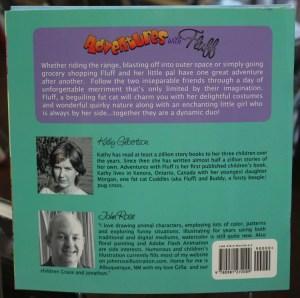 Adventures with Fluff
Whether riding the range, blasting off into outer space or simply going
grocery shopping Fluff and her little pal have one great adventure
after another. Follow the two inseparable friends through a day of
unforgettable merriment that's only limited by their imagination.
Fluff, a beguiling fat cat will charm you with her delightful costumes
and wonderful quirky nature along with an enchanting little girl who
is always by her side...together they are a dynamic duo!
Kathy
Kathy has read at least a zillion story books to her three children over
the years. Since then she has written almost half a zillion stories of
her own. Adventures with Fluff is her first published children's book.
Kathy lives in Kenora, Ontario, Canada with her youngest daughter
Morgan, one fat cat Cuddles (aka Fluff) and Buddy, a feisty beagle/
pug cross.
John Rose
"I love drawing animal characters, employing lots of color, patterns
and exploring funny situations. Illustrating for years using both
traditional and digital mediums, watercolor is still quite new. Also
floral painting and Adobe Flash Animation
are side interests. Humorous and children's
illustration currently fits most of my website
on johnrosillustration.com. Home for me is
Albuquerque, NM with my love and
children Grace and Jonathan."